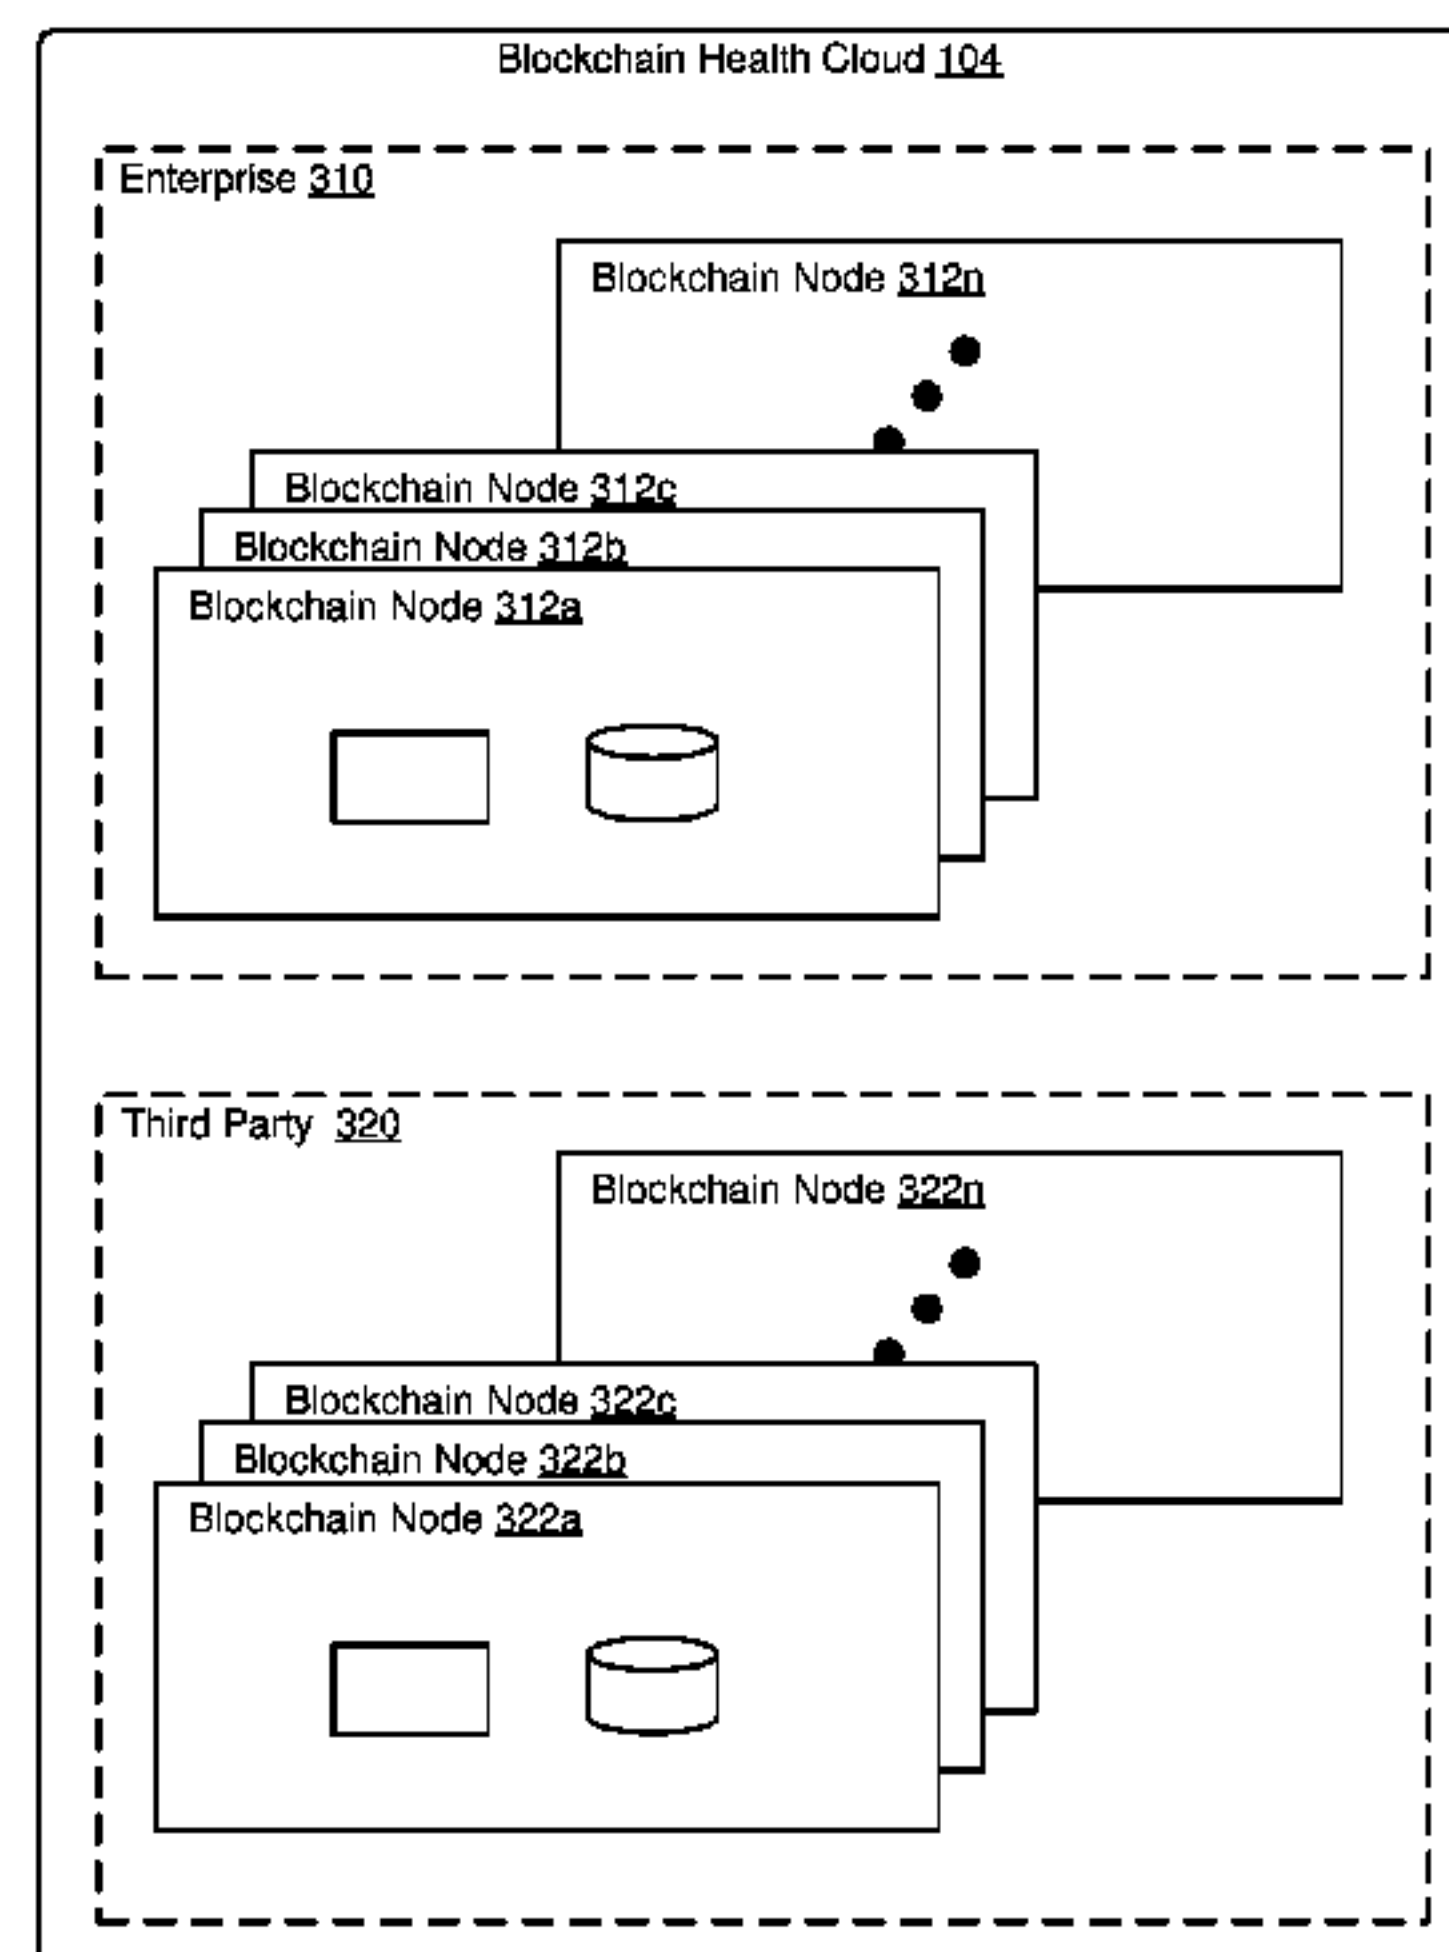 Blockchain Health Cloud 104
Enterprise 310
Blockchain Node 312n
Blockchain Node 312c
Blockchain Node 312b
Blockchain Node 312a
Third Party 320
Blockchain Node 322n
Blockchain Node 322c
Blockchain Node 322b
Blockchain Node 322a